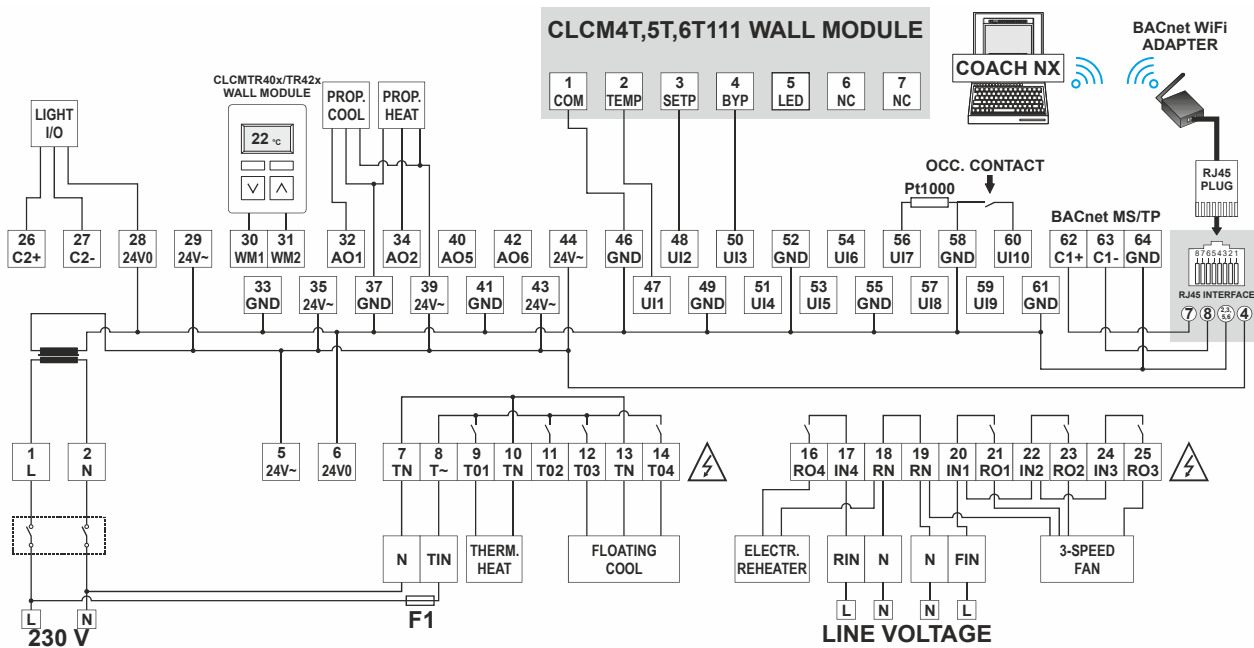 CLCM4T,5T,6T111 WALL MODULE
BACnet WiFi
ADAPTER
COACH NX
1
COM
2
TEMP
3
SETP
4
BYP
5
LED
6
NC
7
NC
CLCMTR40x/TR42x
WALL MODULE
22 °C
PROP.
COOL
PROP.
HEAT
LIGHT
I/O
OCC. CONTACT
Pt1000
RJ45
PLUG
BACnet MS/TP
26
C2+
27
C2-
28
24V0
29
24V~
30
WM1
31
WM2
32
AO1
34
AO2
40
AO5
42
AO6
44
24V~
46
GND
48
UI2
50
UI3
52
GND
54
UI6
56
UI7
58
GND
60
UI10
62
C1+
63
C1-
64
GND
87654321
RJ45 INTERFACE
7
8
2,3,
5,6
4
33
GND
35
24V~
37
GND
39
24V~
41
GND
43
24V~
47
UI1
49
GND
51
UI4
53
UI5
55
GND
57
UI8
59
UI9
61
GND
1
L
2
N
5
24V~
6
24V0
7
TN
8
T~
9
T01
10
TN
11
T02
12
T03
13
TN
14
T04
16
RO4
17
IN4
18
RN
19
RN
20
IN1
21
RO1
22
IN2
23
RO2
24
IN3
25
RO3
N
TIN
THERM.
HEAT
FLOATING
COOL
ELECTR.
REHEATER
RIN
N
N
FIN
3-SPEED
FAN
F1
L
N
230 V
L
N
N
L
LINE VOLTAGE